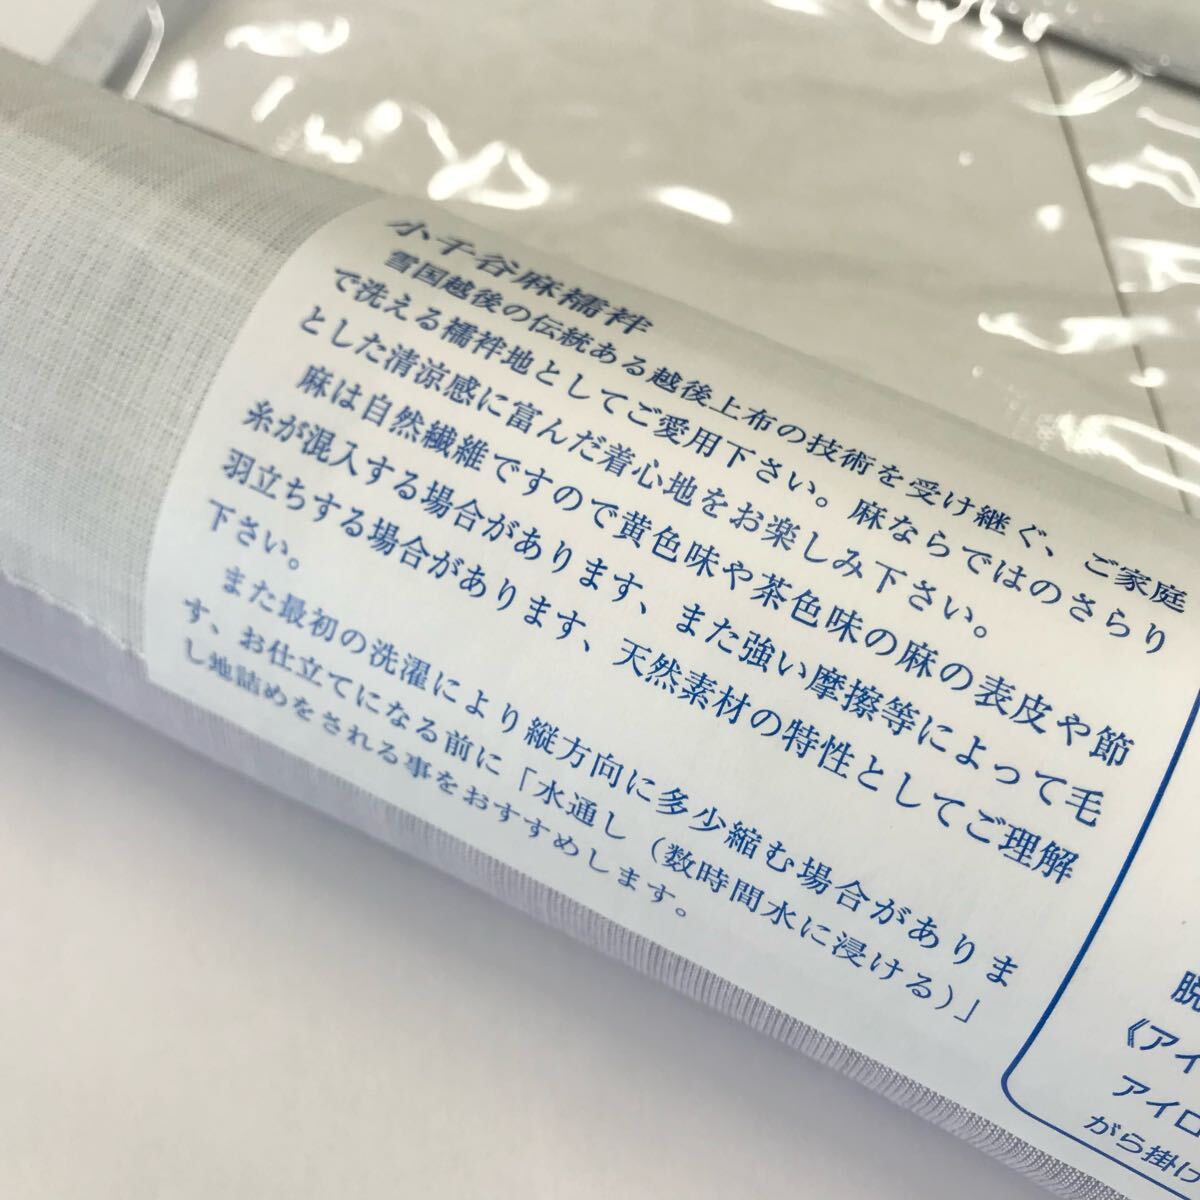 小千谷麻襦袢
雪国越後の伝統ある越後上布の技術を受け継ぐ、ご家庭
で洗える襦袢地としてご愛用下さい。麻ならではのさらり
とした清涼感に富んだ着心地をお楽しみ下さい。
麻は自然繊維ですので黄色味や茶色味の麻の表皮や節
糸が混入する場合があります、また強い摩擦等によって毛
羽立ちする場合があります、天然素材の特性としてご理解
下さい。
また最初の洗濯により縦方向に多少縮む場合がありま
す、お仕立てになる前に「水通し（数時間水に浸ける）」
し地詰めをされる事をおすすめします。
脱
《アイ
アイロ
がら掛け